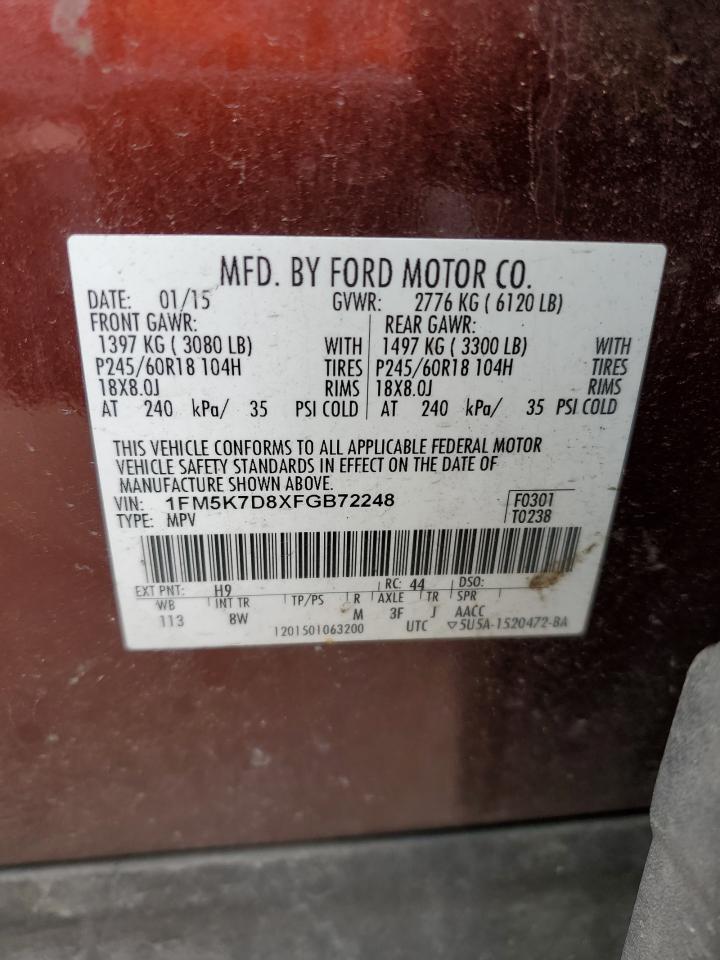 MFD. BY FORD MOTOR CO.
DATE: 01/15 GVWR: 2776 KG ( 6120 LB)
FRONT GAWR: REAR GAWR:
1397 KG ( 3080 LB) WITH 1497 KG ( 3300 LB) WITH
P245/60R18 104H TIRES P245/60R18 104H TIRES
18X8.0J RIMS 18X8.0J RIMS
AT 240 kPa/ 35 PSI COLD AT 240 kPa/ 35 PSI COLD
THIS VEHICLE CONFORMS TO ALL APPLICABLE FEDERAL MOTOR
VEHICLE SAFETY STANDARDS IN EFFECT ON THE DATE OF
MANUFACTURE SHOWN ABOVE.
VIN: 1FM5K7D8XFGB72248 F0301
TYPE: MPV T0238
EXT PNT: H9 RC: 44 DSO:
WB INT TR TP/PS R AXLE TR SPR
113 8W M 3F J AACC
1201501063200 UTC ▽5U5A-1520472-BA